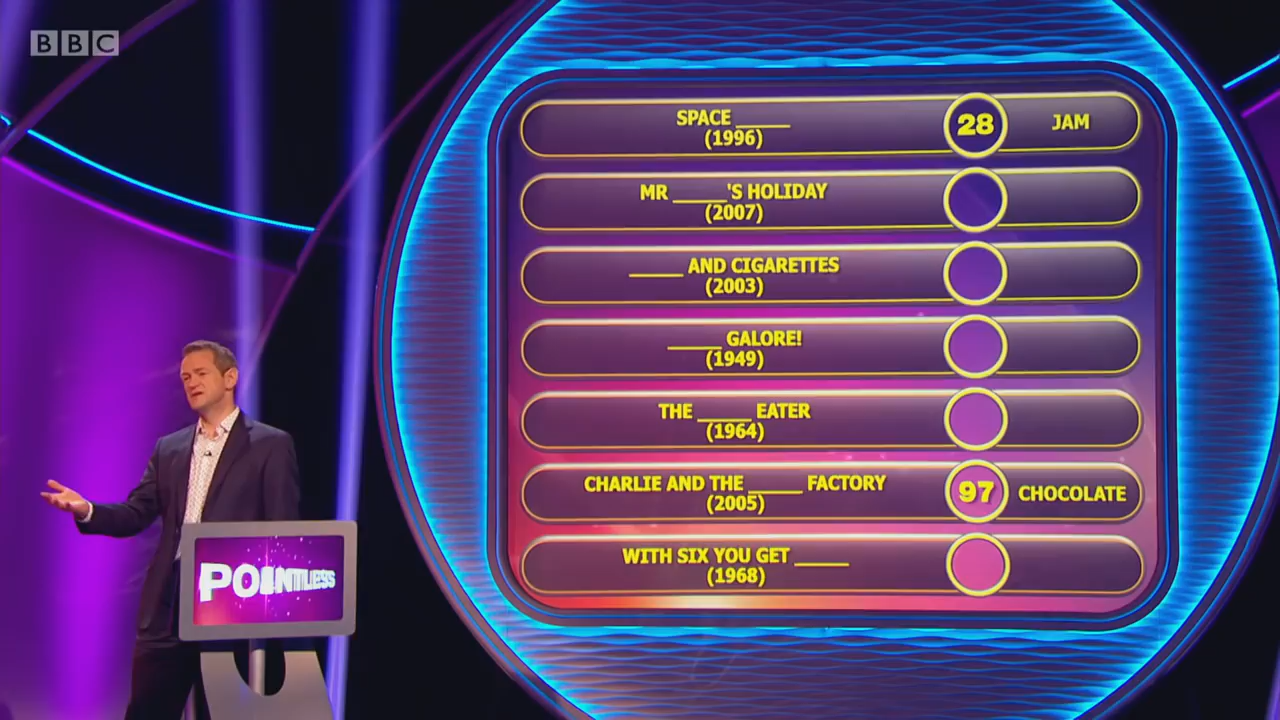 BBC
SPACE _____
(1996)
28
JAM
MR _____'S HOLIDAY
(2007)
_____ AND CIGARETTES
(2003)
_____ GALORE!
(1949)
THE _____ EATER
(1964)
CHARLIE AND THE _____ FACTORY
(2005)
97
CHOCOLATE
WITH SIX YOU GET _____
(1968)
POINTLESS